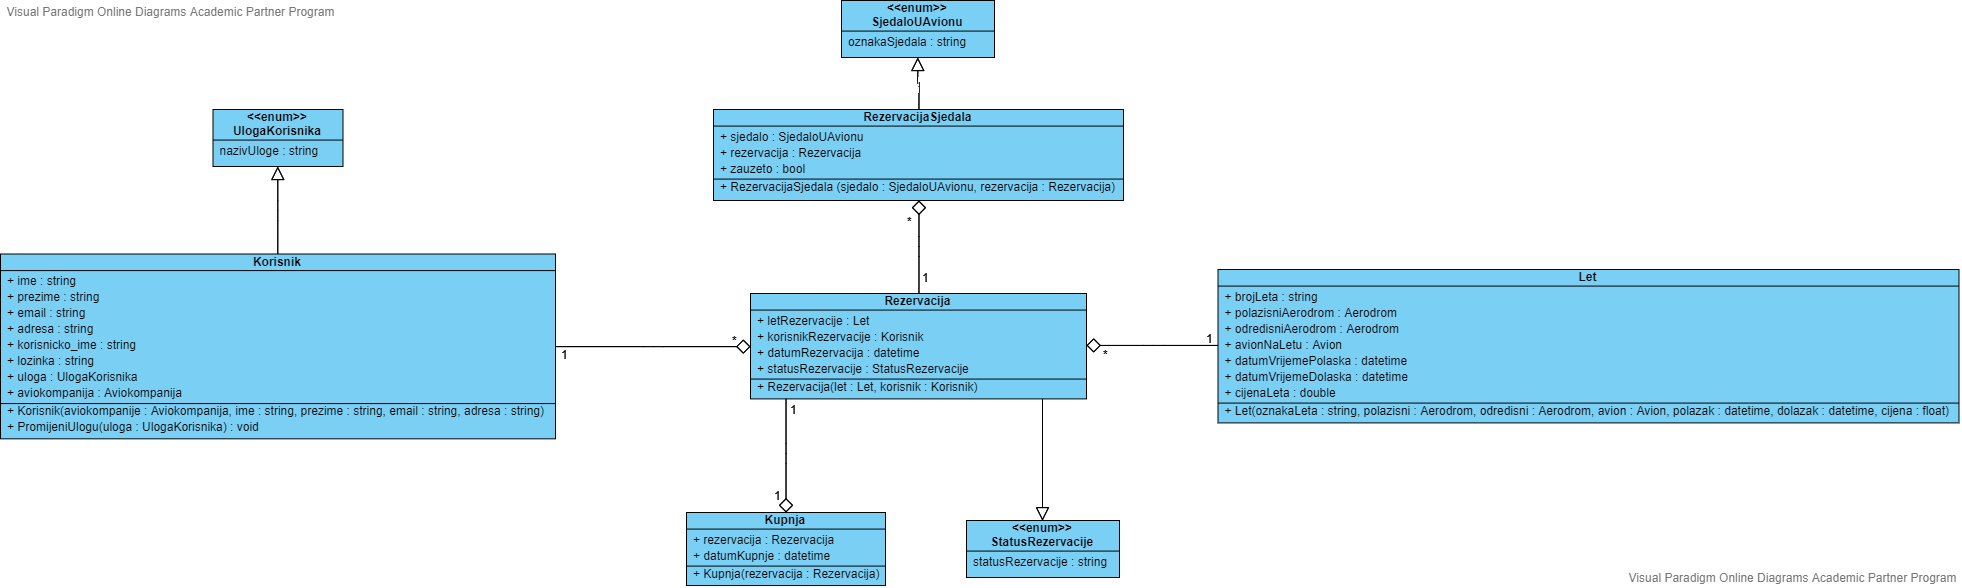 Visual Paradigm Online Diagrams Academic Partner Program
<<enum>>
SjedaloUAvionu
oznakaSjedala : string
<<enum>>
UlogaKorisnika
nazivUloge : string
RezervacijaSjedala
+ sjedalo : SjedaloUAvionu
+ rezervacija : Rezervacija
+ zauzeto : bool
+ RezervacijaSjedala (sjedalo : SjedaloUAvionu, rezervacija : Rezervacija)
*
1
Korisnik
+ ime : string
+ prezime : string
+ email : string
+ adresa : string
+ korisnicko_ime : string
+ lozinka : string
+ uloga : UlogaKorisnika
+ aviokompanija : Aviokompanija
+ Korisnik(aviokompanije : Aviokompanija, ime : string, prezime : string, email : string, adresa : string)
+ PromijeniUlogu(uloga : UlogaKorisnika) : void
1
*
Rezervacija
+ letRezervacije : Let
+ korisnikRezervacije : Korisnik
+ datumRezervacija : datetime
+ statusRezervacije : StatusRezervacije
+ Rezervacija(let : Let, korisnik : Korisnik)
*
1
Let
+ brojLeta : string
+ polazisniAerodrom : Aerodrom
+ odredisniAerodrom : Aerodrom
+ avionNaLetu : Avion
+ datumVrijemePolaska : datetime
+ datumVrijemeDolaska : datetime
+ cijenaLeta : double
+ Let(oznakaLeta : string, polazisni : Aerodrom, odredisni : Aerodrom, avion : Avion, polazak : datetime, dolazak : datetime, cijena : float)
1
1
Kupnja
+ rezervacija : Rezervacija
+ datumKupnje : datetime
+ Kupnja(rezervacija : Rezervacija)
<<enum>>
StatusRezervacije
statusRezervacije : string
Visual Paradigm Online Diagrams Academic Partner Program